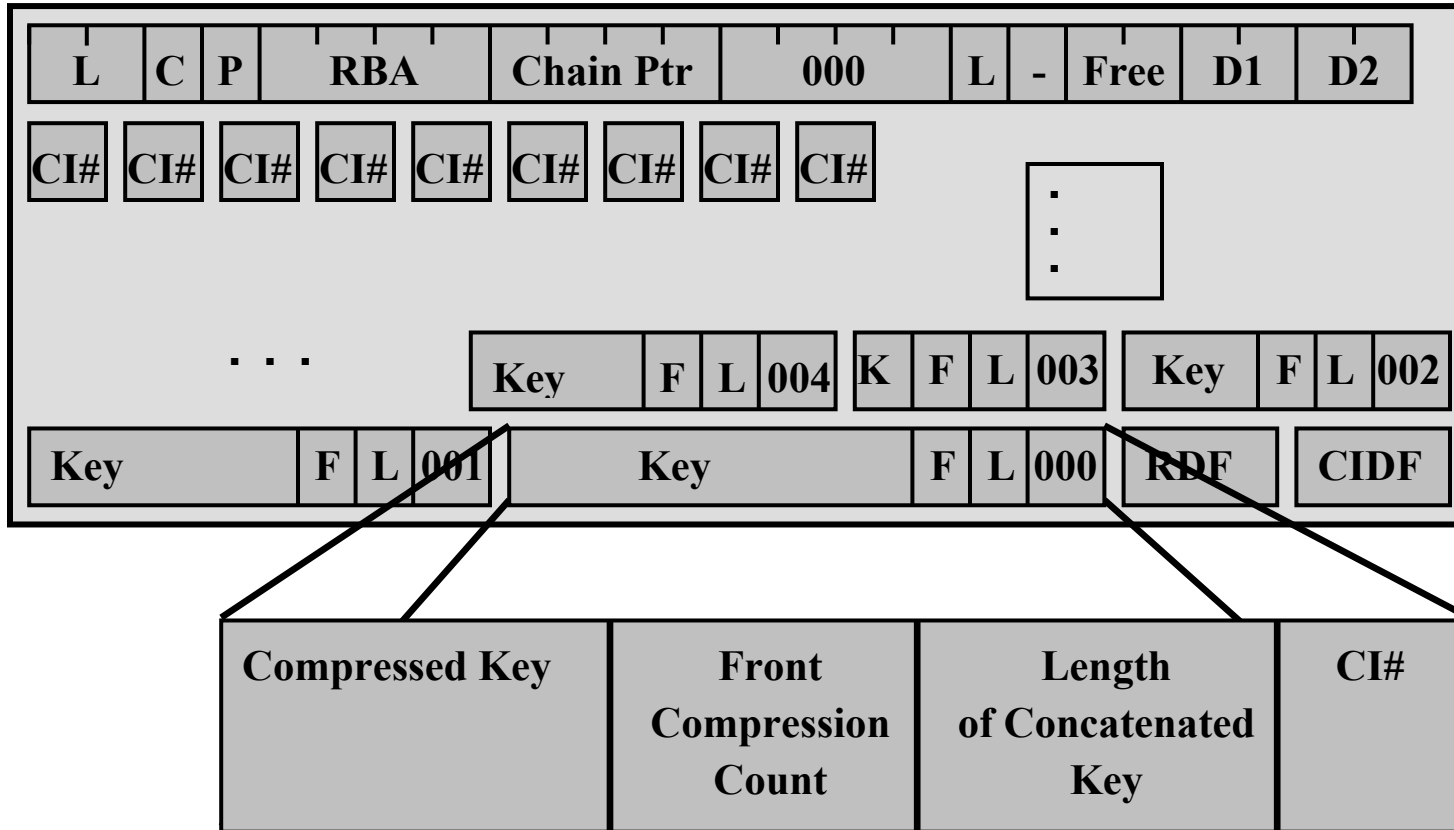 L C P RBA Chain Ptr 000 L - Free D1 D2
CI# CI# CI# CI# CI# CI# CI# CI# CI#
. . .
Key F L 004 K F L 003 Key F L 002
Key F L 001 Key F L 000 RDF CIDF
Compressed Key Front Length CI#
Compression of Concatenated
Count Key